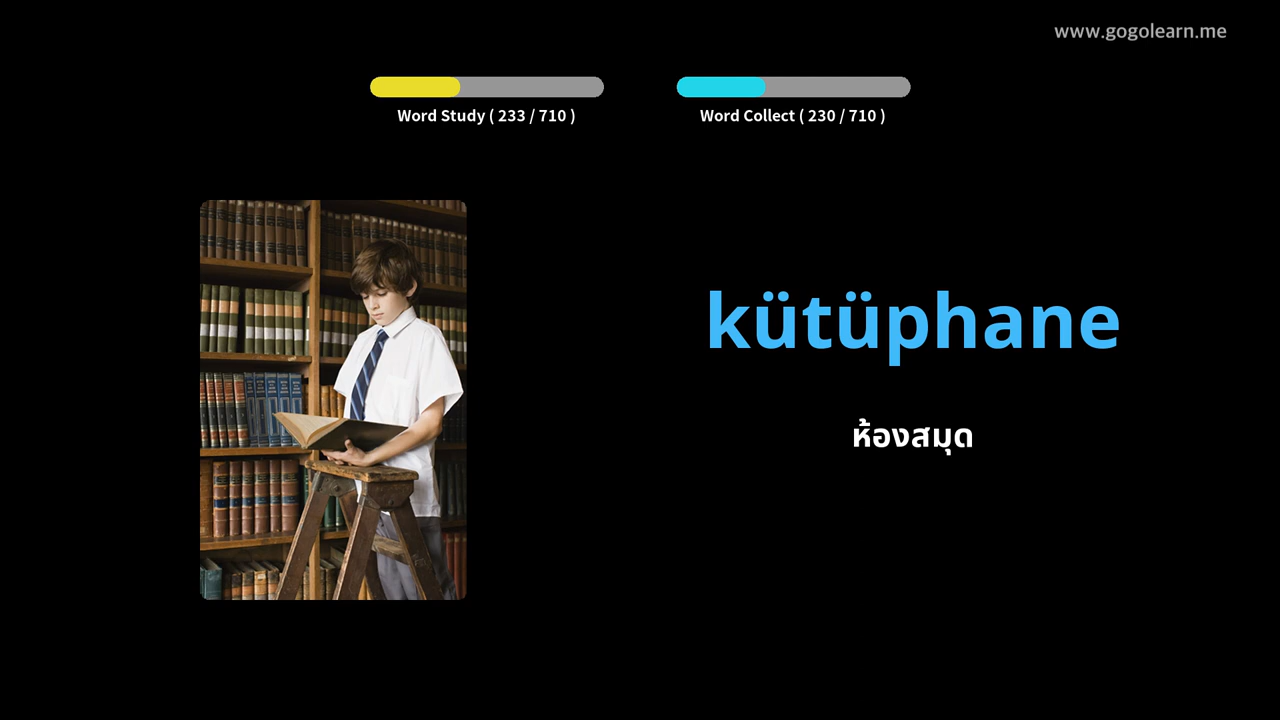 www.gogolearn.me
Word Study ( 233 / 710 )
Word Collect ( 230 / 710 )
kütüphane
ห้องสมุด